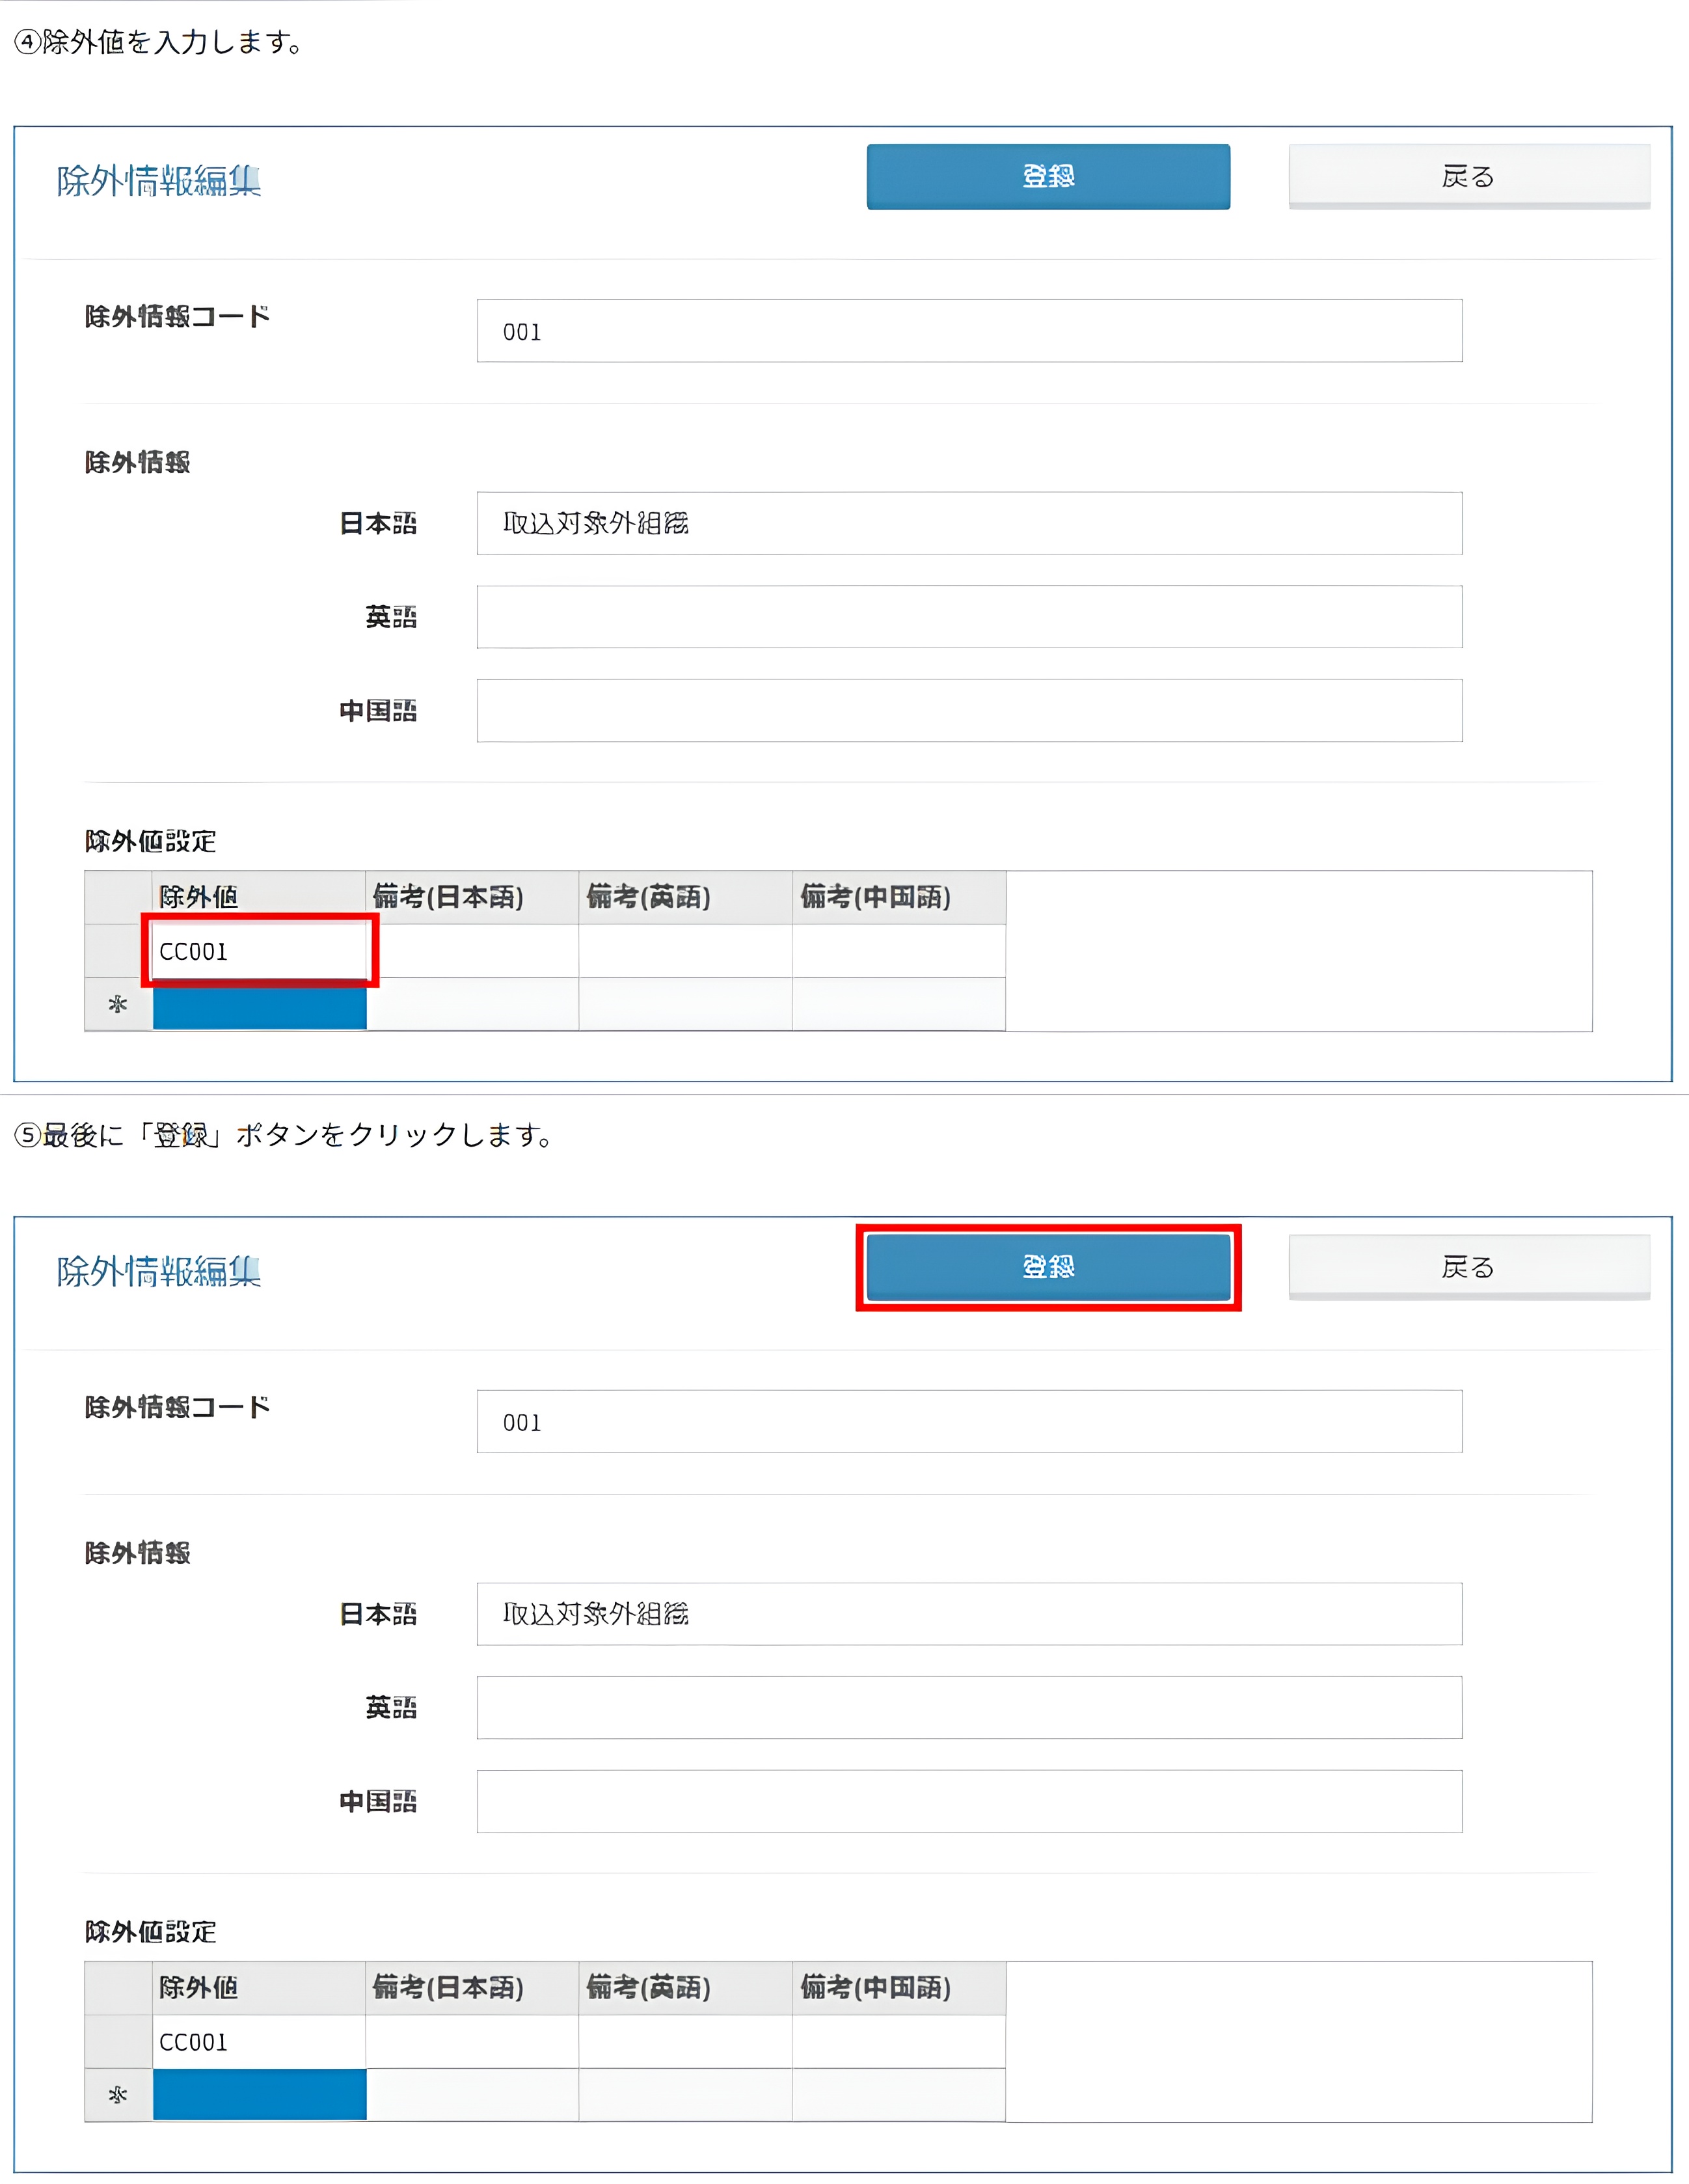 ④除外値を入力します。
除外情報編集 登録 戻る
除外情報コード 001
除外情報
日本語 取込対象外組織
英語
中国語
除外値設定
除外値 備考(日本語) 備考(英語) 備考(中国語)
CC001
*
⑤最後に「登録」ボタンをクリックします。
除外情報編集 登録 戻る
除外情報コード 001
除外情報
日本語 取込対象外組織
英語
中国語
除外値設定
除外値 備考(日本語) 備考(英語) 備考(中国語)
CC001
*